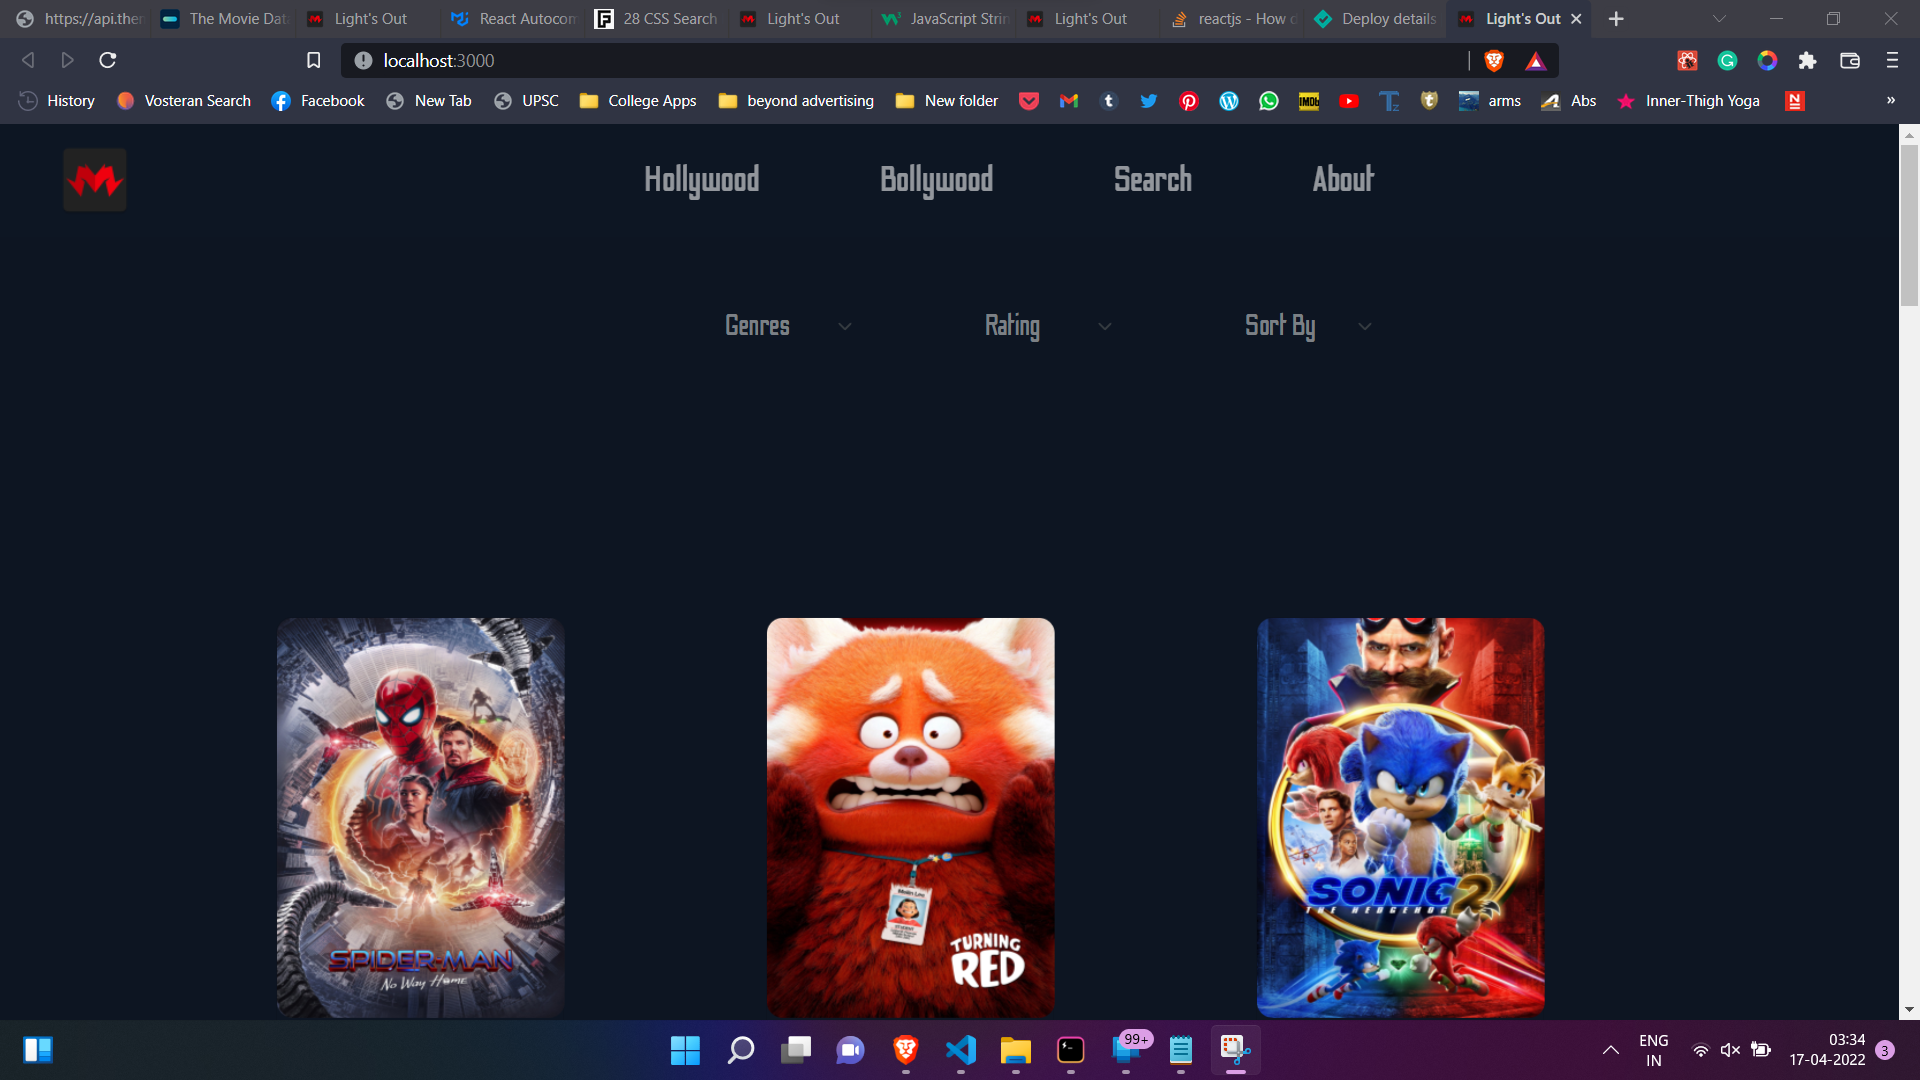 https://api.then
The Movie Dat
Light's Out
React Autocom
28 CSS Search
Light's Out
JavaScript Strin
Light's Out
reactjs - How d
Deploy details
Light's Out
localhost:3000
History
Vosteran Search
Facebook
New Tab
UPSC
College Apps
beyond advertising
New folder
IMDb
arms
Abs
Inner-Thigh Yoga
»
Hollywood
Bollywood
Search
About
Genres
Rating
Sort By
SPIDER-MAN
No Way Home
TURNING
RED
SONIC 2
THE HEDGEHOG
99+
ENG
IN
03:34
17-04-2022
3